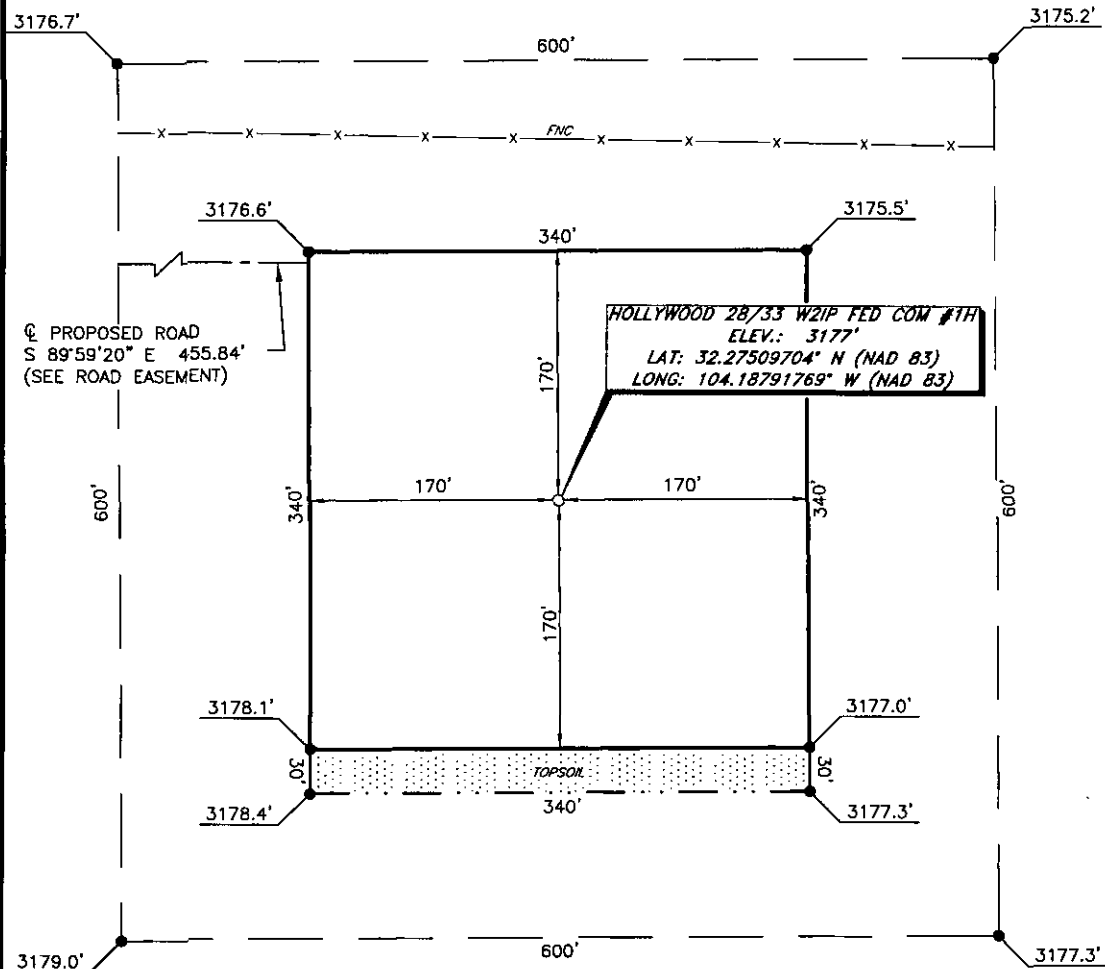 3176.7'
3175.2'
600'
x x x x x FNC x x x x x
3176.6'
3175.5'
340'
℄ PROPOSED ROAD
S 89°59'20" E 455.84'
(SEE ROAD EASEMENT)
HOLLYWOOD 28/33 W2IP FED COM #1H
ELEV.: 3177'
LAT: 32.27509704° N (NAD 83)
LONG: 104.18791769° W (NAD 83)
170'
600'
340'
170'
170'
340'
600'
170'
3178.1'
3177.0'
30'
TOPSOIL
30'
3178.4'
340'
3177.3'
3179.0'
600'
3177.3'